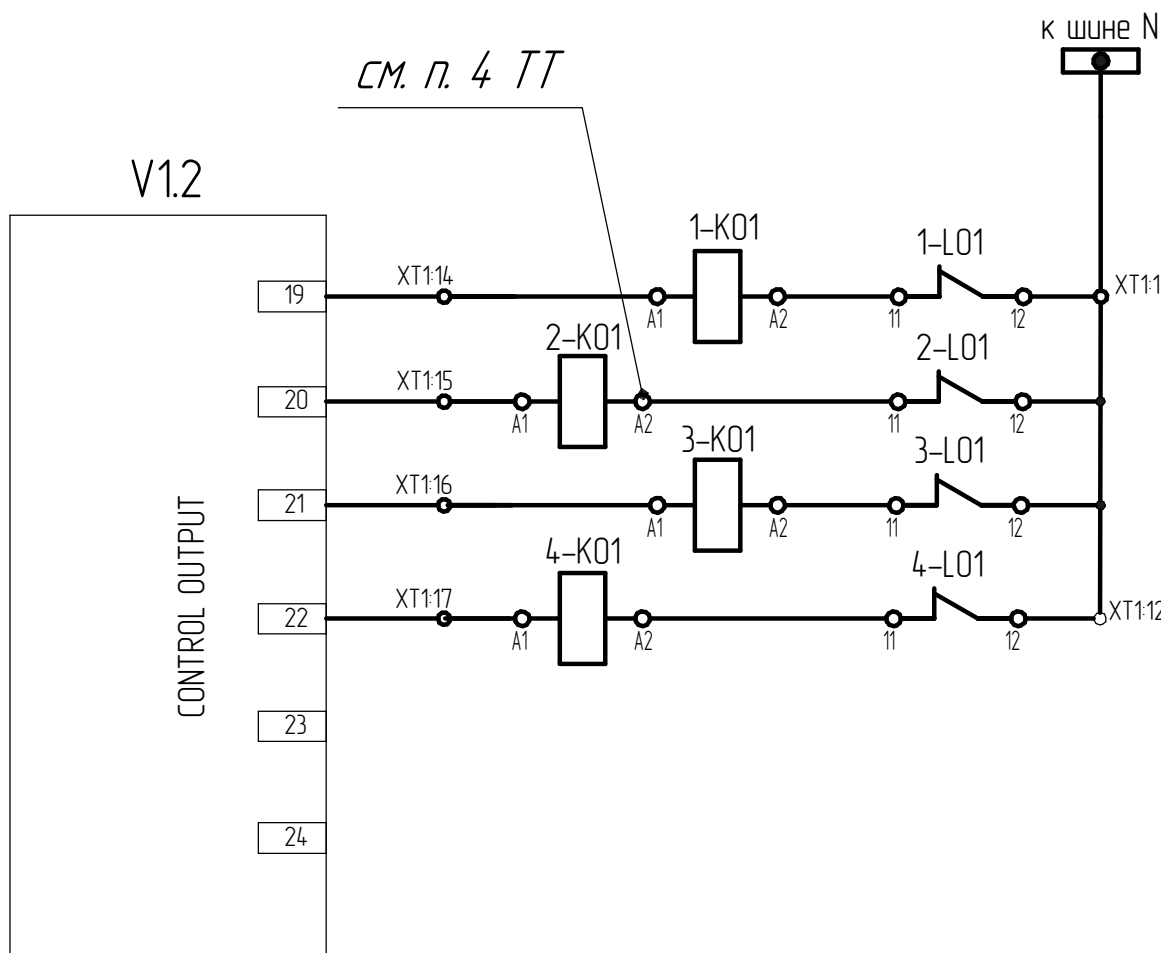 к шине N
см. п. 4 ТТ
V1.2
1-K01
1-L01
19
XT1:14
A1
A2
11
12
XT1:1
2-K01
2-L01
20
XT1:15
A1
A2
11
12
3-K01
3-L01
21
XT1:16
A1
A2
11
12
4-K01
4-L01
22
XT1:17
A1
A2
11
12
XT1:12
CONTROL OUTPUT
23
24